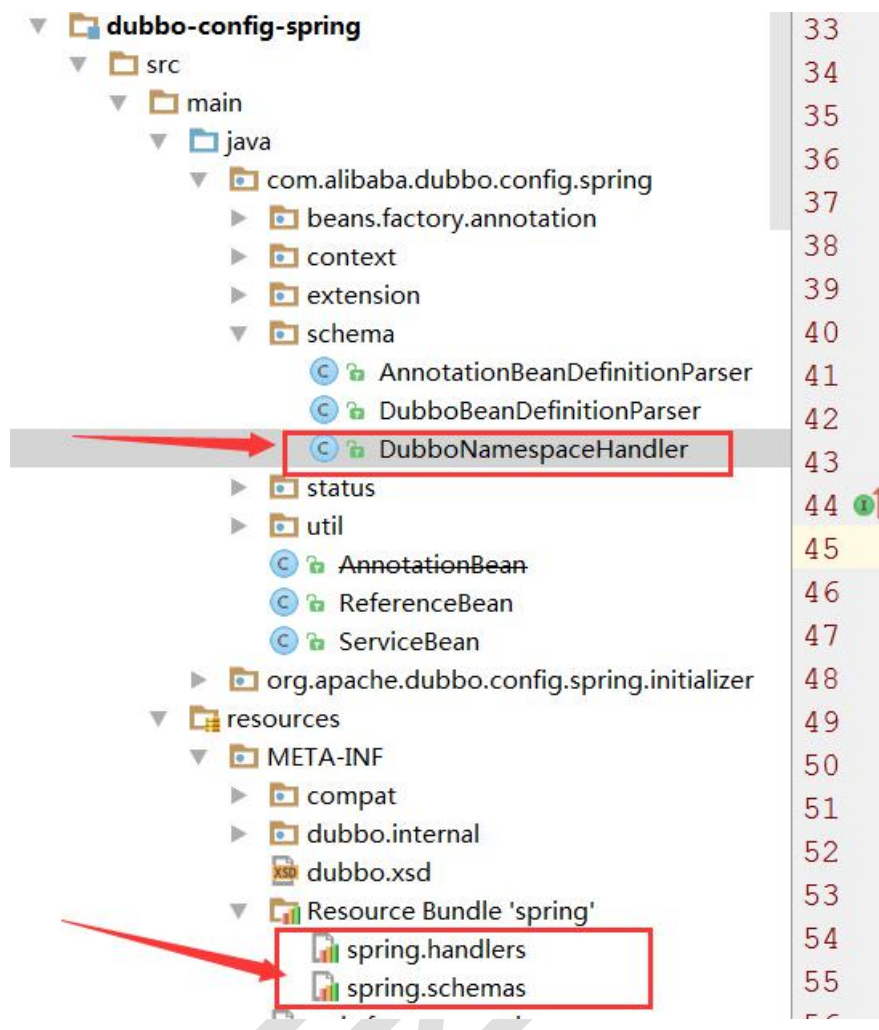 dubbo-config-spring
src
main
java
com.alibaba.dubbo.config.spring
beans.factory.annotation
context
extension
schema
AnnotationBeanDefinitionParser
DubboBeanDefinitionParser
DubboNamespaceHandler
status
util
AnnotationBean
ReferenceBean
ServiceBean
org.apache.dubbo.config.spring.initializer
resources
META-INF
compat
dubbo.internal
dubbo.xsd
Resource Bundle 'spring'
spring.handlers
spring.schemas
33
34
35
36
37
38
39
40
41
42
43
44
45
46
47
48
49
50
51
52
53
54
55